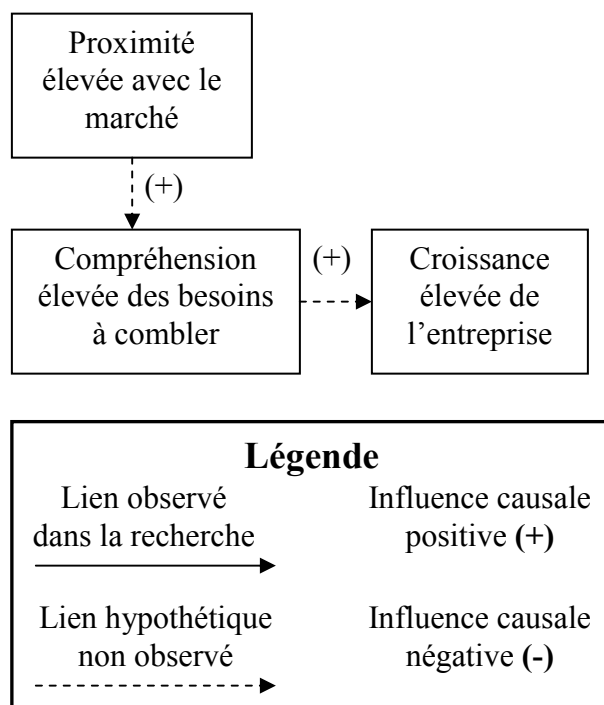 Proximité
élevée avec le
marché
(+)
Compréhension
élevée des besoins
à combler
(+)
Croissance
élevée de
l’entreprise
Légende
Lien observé
dans la recherche
Influence causale
positive (+)
Lien hypothétique
non observé
Influence causale
négative (-)